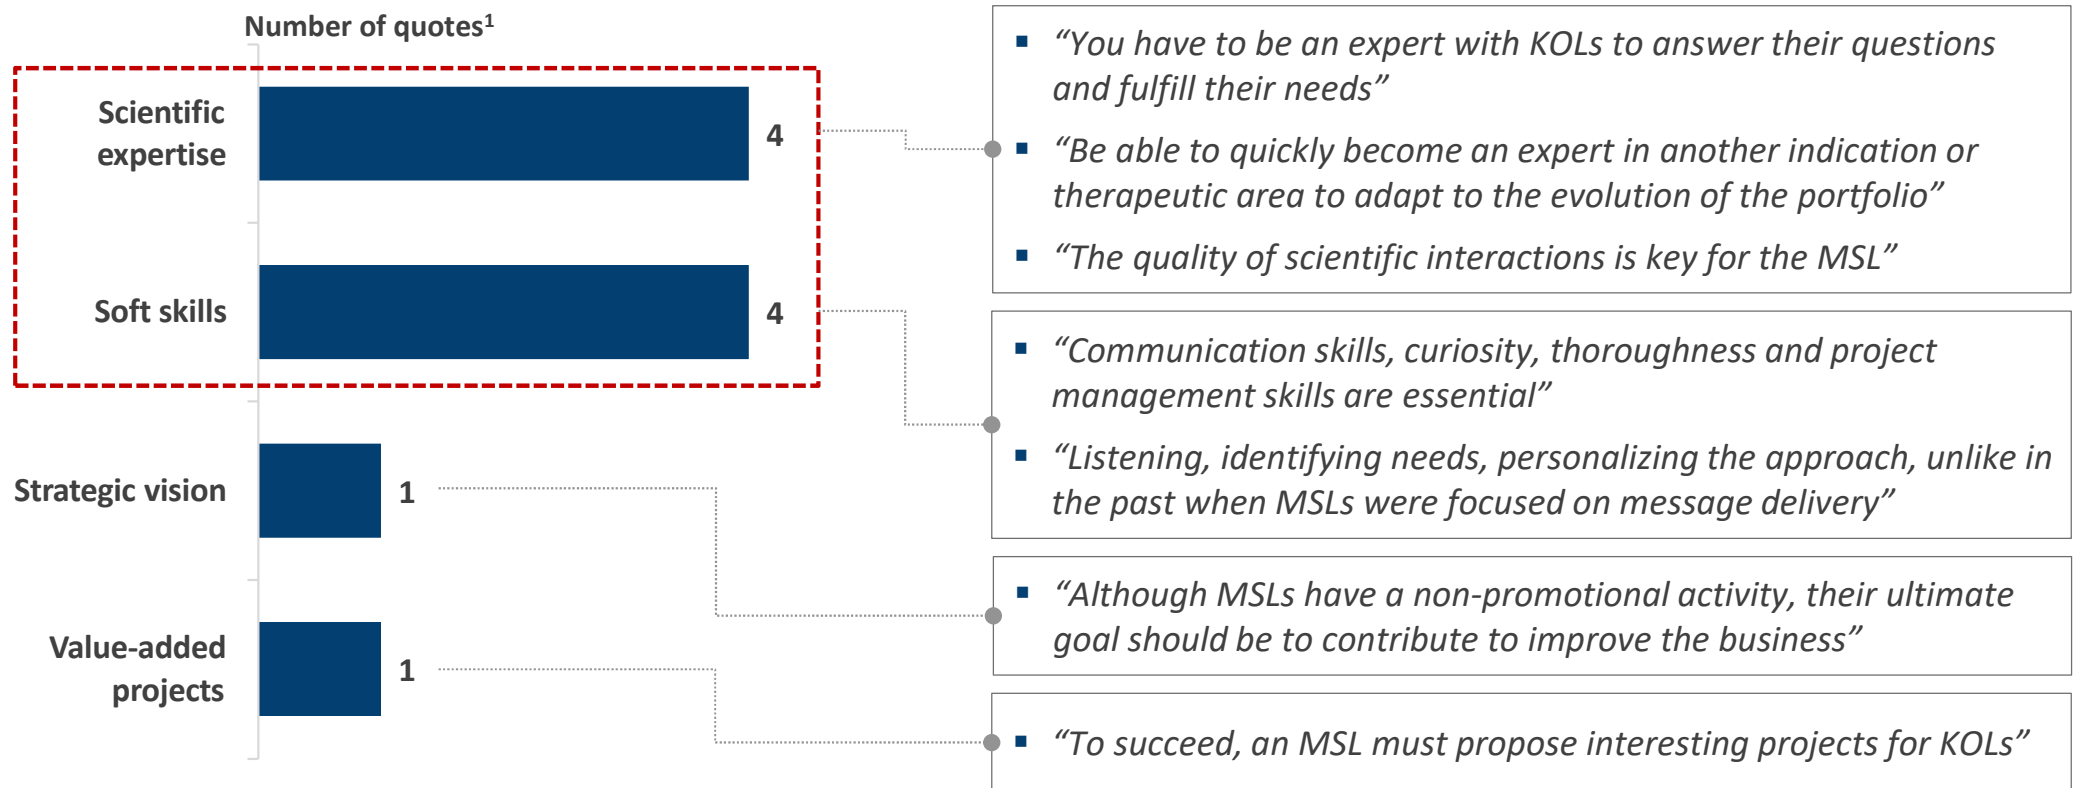 Number of quotes¹
Scientific
expertise
4
Soft skills
4
Strategic vision
1
Value-added
projects
1
▪ “You have to be an expert with KOLs to answer their questions
and fulfill their needs”
▪ “Be able to quickly become an expert in another indication or
therapeutic area to adapt to the evolution of the portfolio”
▪ “The quality of scientific interactions is key for the MSL”
▪ “Communication skills, curiosity, thoroughness and project
management skills are essential”
▪ “Listening, identifying needs, personalizing the approach, unlike in
the past when MSLs were focused on message delivery”
▪ “Although MSLs have a non-promotional activity, their ultimate
goal should be to contribute to improve the business”
▪ “To succeed, an MSL must propose interesting projects for KOLs”